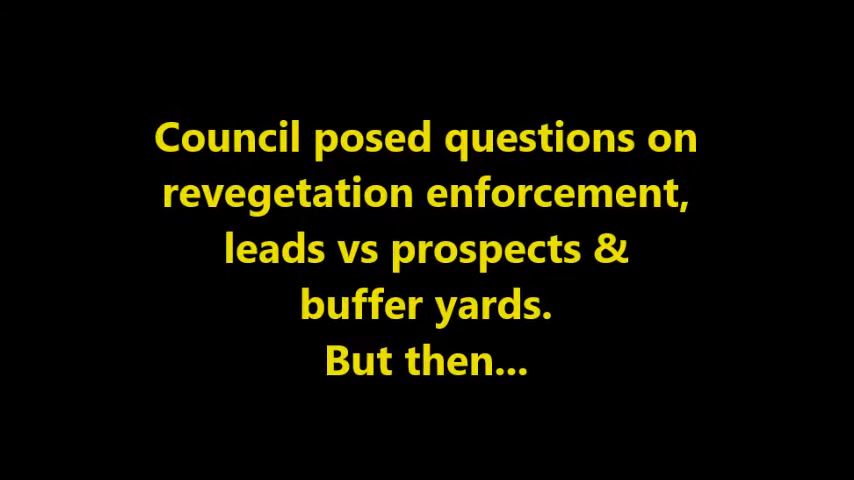 Council posed questions on
revegetation enforcement,
leads vs prospects &
buffer yards.
But then...